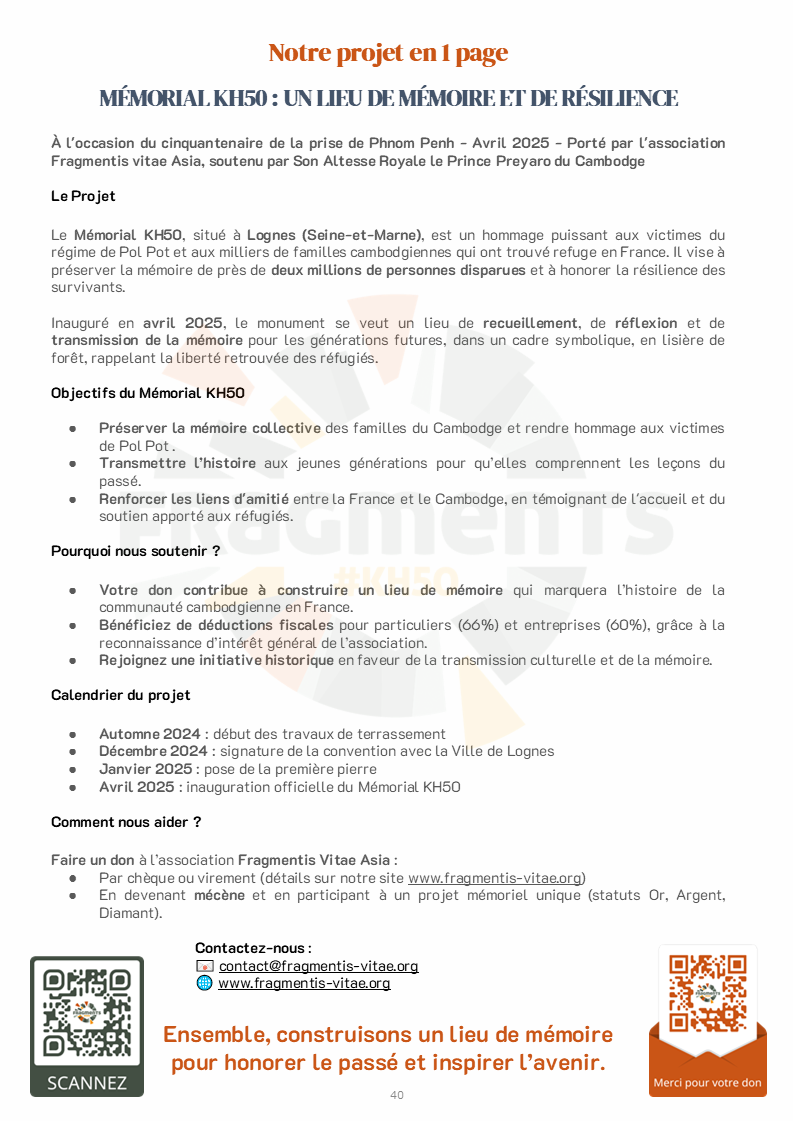 Notre projet en 1 page
MÉMORIAL KH50 : UN LIEU DE MÉMOIRE ET DE RÉSILIENCE
À l'occasion du cinquantenaire de la prise de Phnom Penh - Avril 2025 - Porté par l'association
Fragmentis vitae Asia, soutenu par Son Altesse Royale le Prince Preyaro du Cambodge
Le Projet
Le Mémorial KH50, situé à Lognes (Seine-et-Marne), est un hommage puissant aux victimes du
régime de Pol Pot et aux milliers de familles cambodgiennes qui ont trouvé refuge en France. Il vise à
préserver la mémoire de près de deux millions de personnes disparues et à honorer la résilience des
survivants.
Inauguré en avril 2025, le monument se veut un lieu de recueillement, de réflexion et de
transmission de la mémoire pour les générations futures, dans un cadre symbolique, en lisière de
forêt, rappelant la liberté retrouvée des réfugiés.
Objectifs du Mémorial KH50
● Préserver la mémoire collective des familles du Cambodge et rendre hommage aux victimes
de Pol Pot .
● Transmettre l'histoire aux jeunes générations pour qu'elles comprennent les leçons du
passé.
● Renforcer les liens d'amitié entre la France et le Cambodge, en témoignant de l'accueil et du
soutien apporté aux réfugiés.
FRagmenTs
#KH50
Pourquoi nous soutenir ?
● Votre don contribue à construire un lieu de mémoire qui marquera l'histoire de la
communauté cambodgienne en France.
● Bénéficiez de déductions fiscales pour particuliers (66%) et entreprises (60%), grâce à la
reconnaissance d'intérêt général de l'association.
● Rejoignez une initiative historique en faveur de la transmission culturelle et de la mémoire.
Calendrier du projet
● Automne 2024 : début des travaux de terrassement
● Décembre 2024 : signature de la convention avec la Ville de Lognes
● Janvier 2025 : pose de la première pierre
● Avril 2025 : inauguration officielle du Mémorial KH50
Comment nous aider ?
Faire un don à l'association Fragmentis Vitae Asia :
● Par chèque ou virement (détails sur notre site www.fragmentis-vitae.org)
● En devenant mécène et en participant à un projet mémoriel unique (statuts Or, Argent,
Diamant).
Contactez-nous :
contact@fragmentis-vitae.org
www.fragmentis-vitae.org
Ensemble, construisons un lieu de mémoire
pour honorer le passé et inspirer l'avenir.
SCANNEZ
Merci pour votre don
40